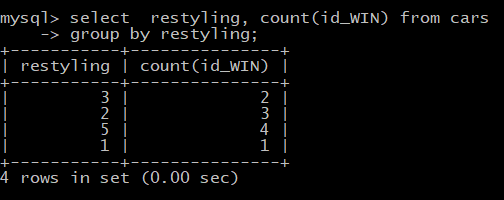 mysql> select  restyling, count(id_WIN) from cars
    -> group by restyling;
+-----------+---------------+
| restyling | count(id_WIN) |
+-----------+---------------+
|         3 |             2 |
|         2 |             3 |
|         5 |             4 |
|         1 |             1 |
+-----------+---------------+
4 rows in set (0.00 sec)